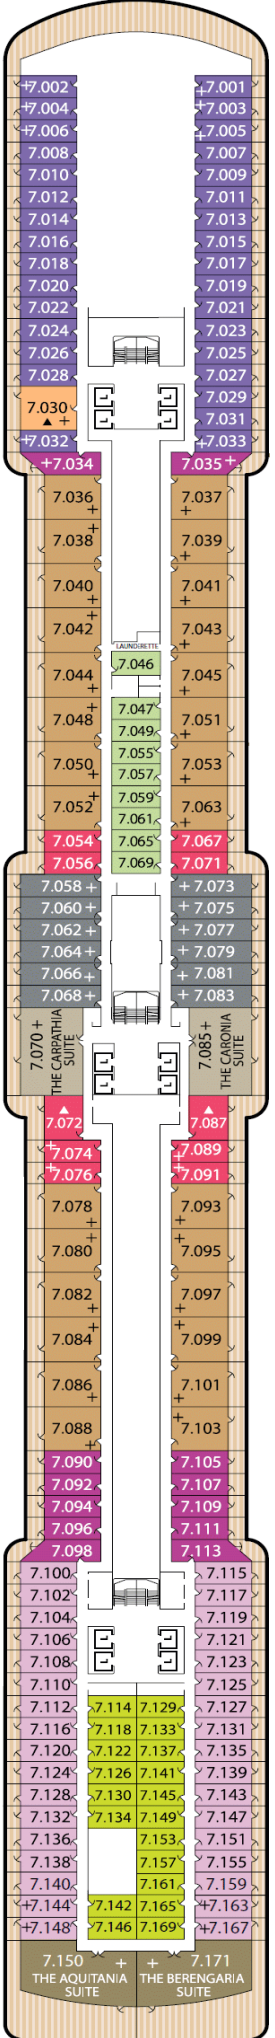 +7.002 +7.001
+7.004 +7.003
+7.006 +7.005
7.008 7.007
7.010 7.009
7.012 7.011
7.014 7.013
7.016 7.015
7.018 7.017
7.020 7.019
7.022 7.021
7.024 7.023
7.026 7.025
7.028 7.027
7.029
7.030 7.031
▲ +
+7.032 +7.033
+7.034 7.035 +
7.036 + 7.037 +
7.038 + 7.039 +
7.040 + 7.041 +
7.042 + 7.043 +
LAUNDERETTE
7.046
7.044 + 7.045 +
7.047
7.048 + 7.049 7.051 +
7.055
7.050 + 7.057 7.053 +
7.059
7.052 + 7.061 7.063 +
7.054 7.065 7.067
7.056 7.069 7.071
7.058 + + 7.073
7.060 + + 7.075
7.062 + + 7.077
7.064 + + 7.079
7.066 + + 7.081
7.068 + + 7.083
7.070 +
THE CARPATHIA
SUITE
7.085 +
THE CARONIA
SUITE
▲ ▲
7.072 7.087
+7.074 +7.089
+7.076 +7.091
7.078 + 7.093 +
7.080 + 7.095 +
7.082 + 7.097 +
7.084 + 7.099 +
7.086 + 7.101 +
7.088 + 7.103 +
7.090 7.105
7.092 7.107
7.094 7.109
7.096 7.111
7.098 7.113
7.100 7.115
7.102 7.117
7.104 7.119
7.106 7.121
7.108 7.123
7.110 7.125
7.112 7.114 7.129 7.127
7.116 7.118 7.133 7.131
7.120 7.122 7.137 7.135
7.124 7.126 7.141 7.139
7.128 7.130 7.145 7.143
7.132 7.134 7.149 7.147
7.136 7.153 7.151
7.138 7.157 7.155
7.140 7.161 7.159
+7.144 7.142 7.165 +7.163
+7.148 7.146 7.169 +7.167
7.150 + + 7.171
THE AQUITANIA THE BERENGARIA
SUITE SUITE